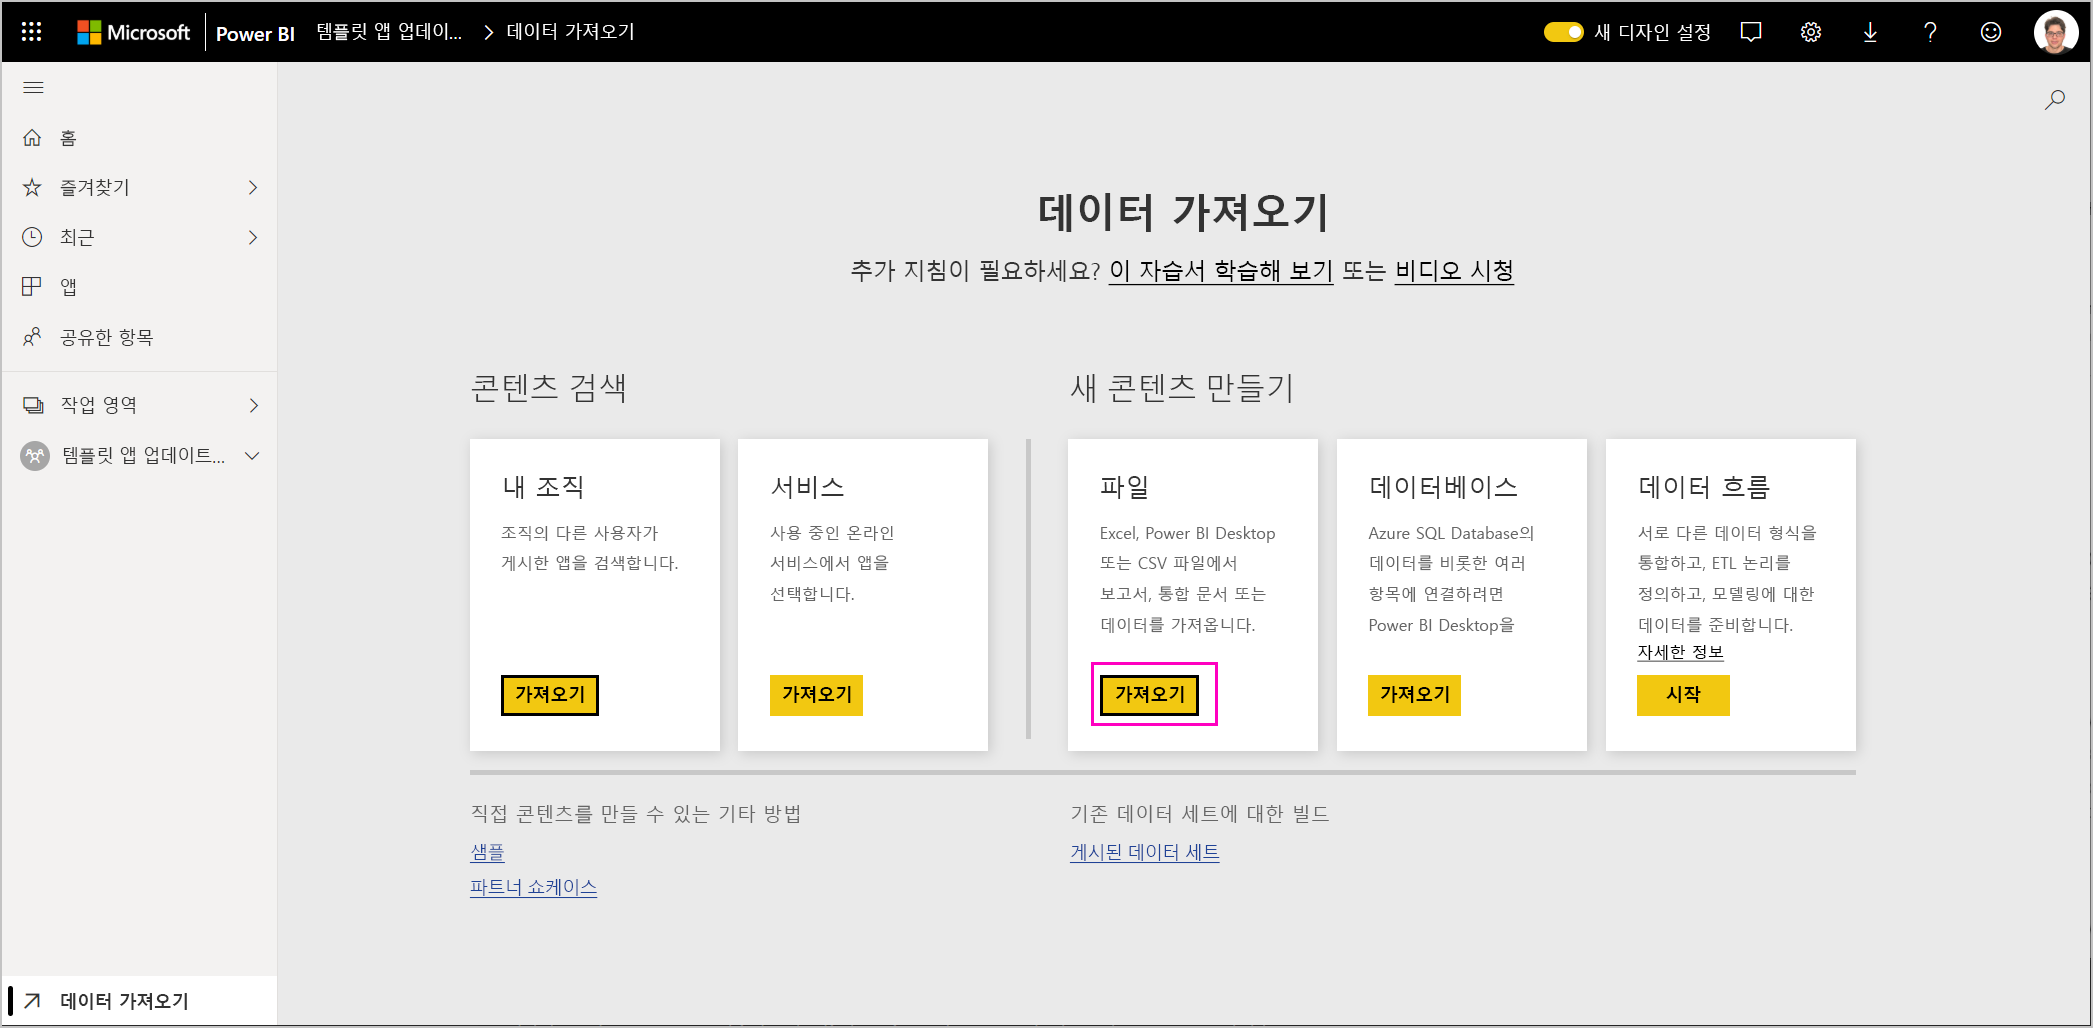 Microsoft
Power BI
템플릿 앱 업데이...
데이터 가져오기
새 디자인 설정
홈
즐겨찾기
최근
앱
공유한 항목
작업 영역
템플릿 앱 업데이트...
데이터 가져오기
데이터 가져오기
추가 지침이 필요하세요? 이 자습서 학습해 보기 또는 비디오 시청
콘텐츠 검색
내 조직
조직의 다른 사용자가
게시한 앱을 검색합니다.
가져오기
서비스
사용 중인 온라인
서비스에서 앱을
선택합니다.
가져오기
새 콘텐츠 만들기
파일
Excel, Power BI Desktop
또는 CSV 파일에서
보고서, 통합 문서 또는
데이터를 가져옵니다.
가져오기
데이터베이스
Azure SQL Database의
데이터를 비롯한 여러
항목에 연결하려면
Power BI Desktop을
가져오기
데이터 흐름
서로 다른 데이터 형식을
통합하고, ETL 논리를
정의하고, 모델링에 대한
데이터를 준비합니다.
자세한 정보
시작
직접 콘텐츠를 만들 수 있는 기타 방법
샘플
파트너 쇼케이스
기존 데이터 세트에 대한 빌드
게시된 데이터 세트